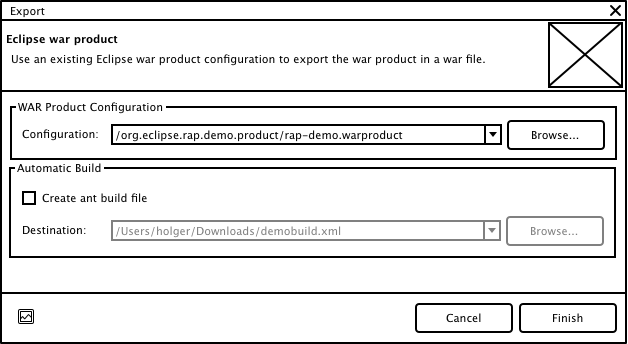 Export
Eclipse war product
Use an existing Eclipse war product configuration to export the war product in a war file.
WAR Product Configuration
Configuration: /org.eclipse.rap.demo.product/rap-demo.warproduct Browse...
Automatic Build
Create ant build file
Destination: /Users/holger/Downloads/demobuild.xml Browse...
Cancel Finish